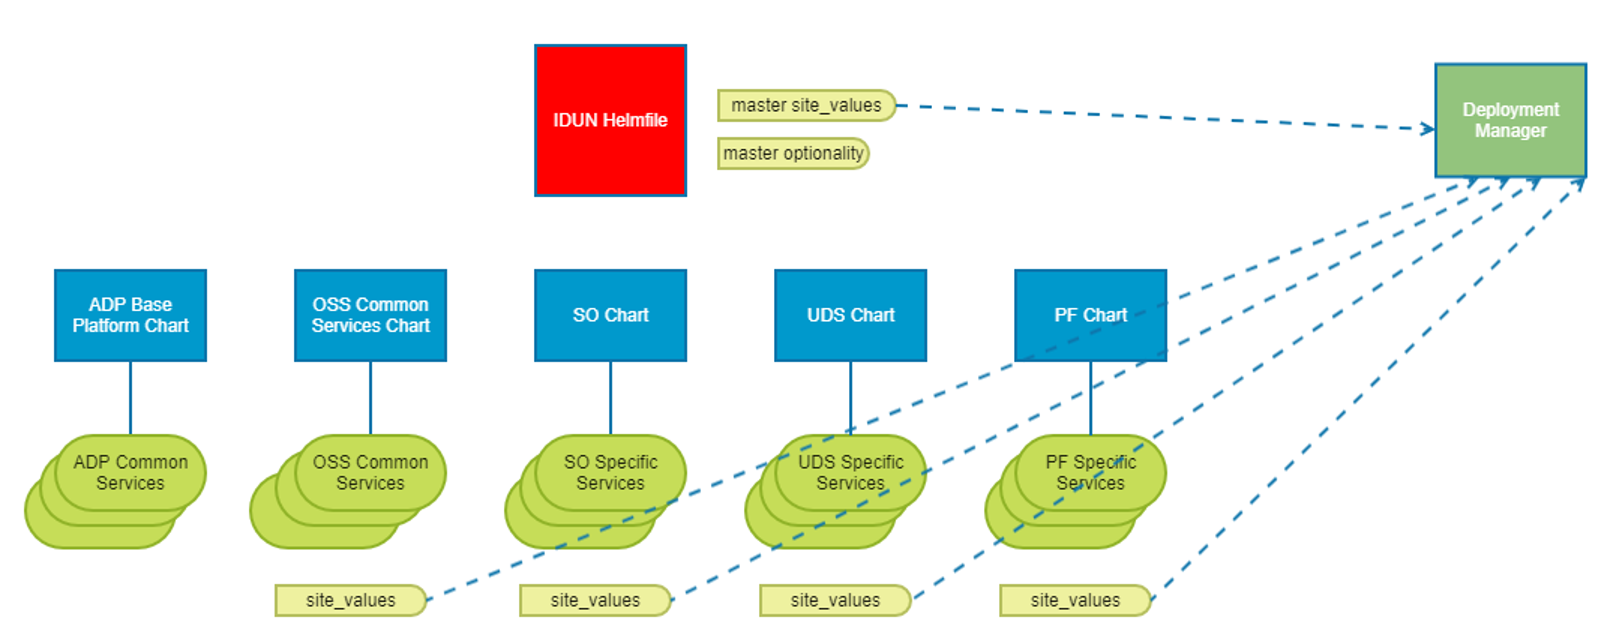 IDUN Helmfile
master site_values
master optionality
Deployment
Manager
ADP Base
Platform Chart
OSS Common
Services Chart
SO Chart
UDS Chart
PF Chart
ADP Common
Services
OSS Common
Services
SO Specific
Services
UDS Specific
Services
PF Specific
Services
site_values
site_values
site_values
site_values